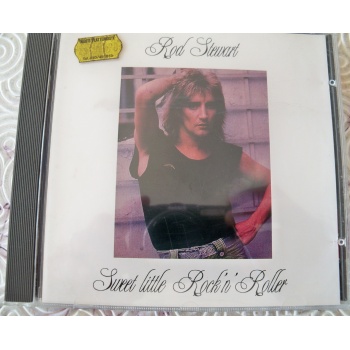 Rod Stewart
Sweet little Rock'n' Roller